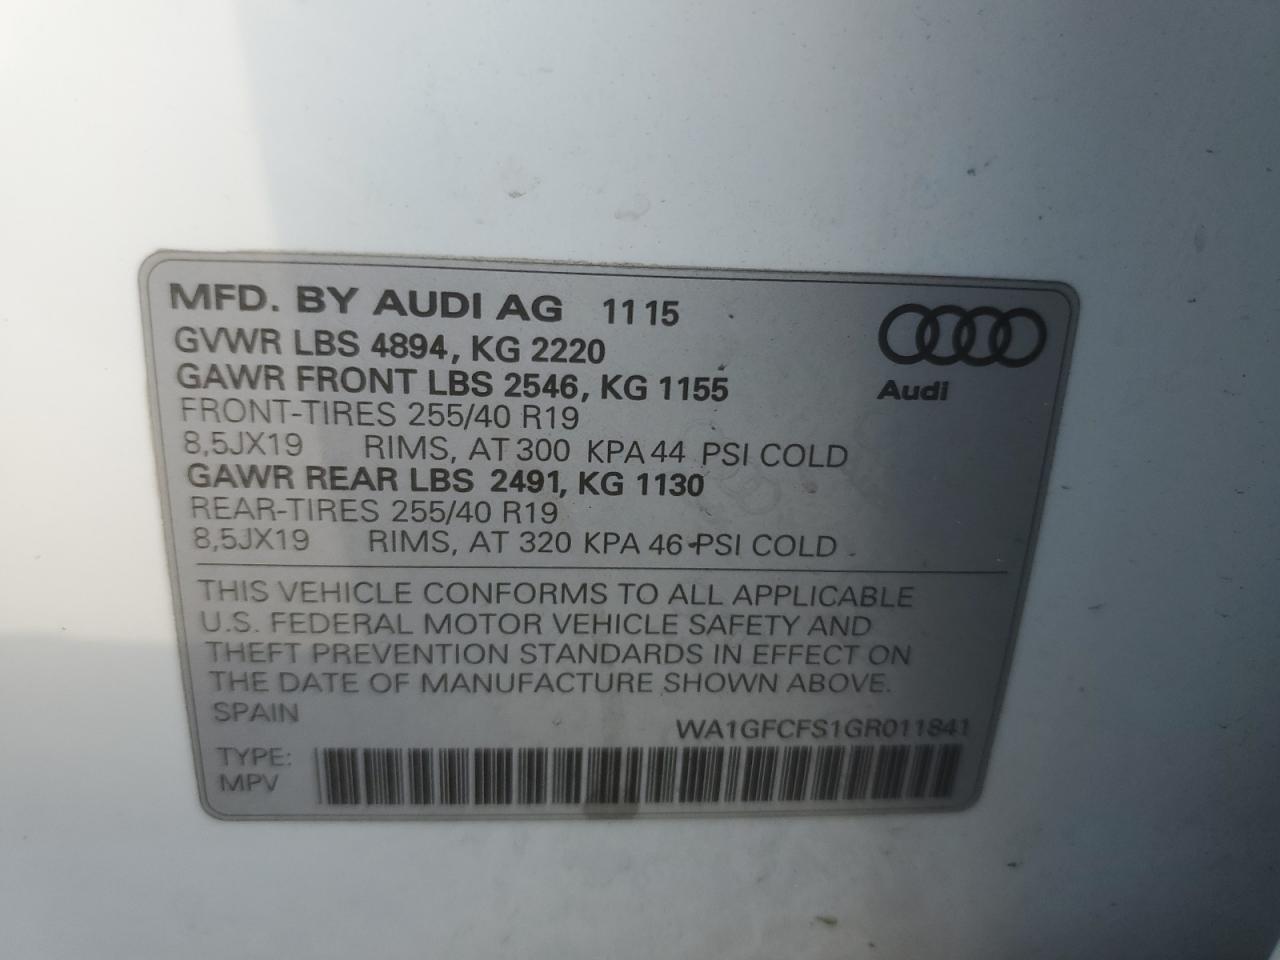 MFD. BY AUDI AG 11 15
GVWR LBS 4894, KG 2220
GAWR FRONT LBS 2546, KG 1155
Audi
FRONT-TIRES 255/40 R19
8,5JX19 RIMS, AT 300 KPA 44 PSI COLD
GAWR REAR LBS 2491, KG 1130
REAR-TIRES 255/40 R19
8,5JX19 RIMS, AT 320 KPA 46 PSI COLD
THIS VEHICLE CONFORMS TO ALL APPLICABLE
U.S. FEDERAL MOTOR VEHICLE SAFETY AND
THEFT PREVENTION STANDARDS IN EFFECT ON
THE DATE OF MANUFACTURE SHOWN ABOVE.
SPAIN WA1GFCFS1GR011841
TYPE:
MPV